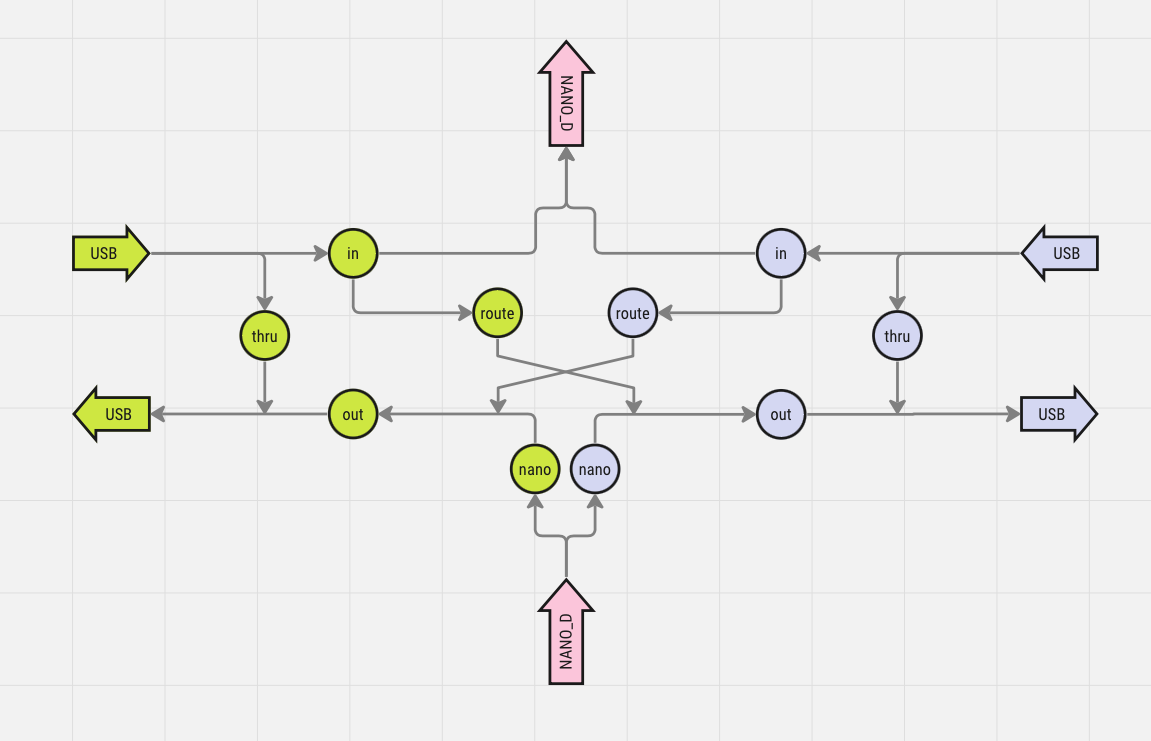 NANO_D
USB
in
in
USB
route
route
thru
thru
USB
out
out
USB
nano
nano
NANO_D